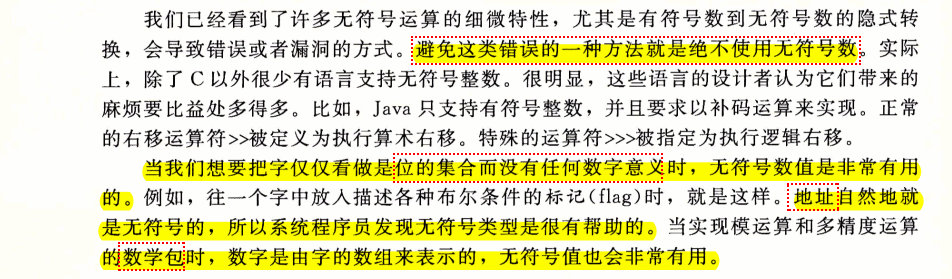 我们已经看到了许多无符号运算的细微特性，尤其是有符号数到无符号数的隐式转
换，会导致错误或者漏洞的方式。避免这类错误的一种方法就是绝不使用无符号数。实际
上，除了 C 以外很少有语言支持无符号整数。很明显，这些语言的设计者认为它们带来的
麻烦要比益处多得多。比如，Java 只支持有符号整数，并且要求以补码运算来实现。正常
的右移运算符>>被定义为执行算术右移。特殊的运算符>>>被指定为执行逻辑右移。
当我们想要把字仅仅看做是位的集合而没有任何数字意义时，无符号数值是非常有用
的。例如，往一个字中放入描述各种布尔条件的标记(flag)时，就是这样。地址自然地就
是无符号的，所以系统程序员发现无符号类型是很有帮助的。当实现模运算和多精度运算
的数学包时，数字是由字的数组来表示的，无符号值也会非常有用。